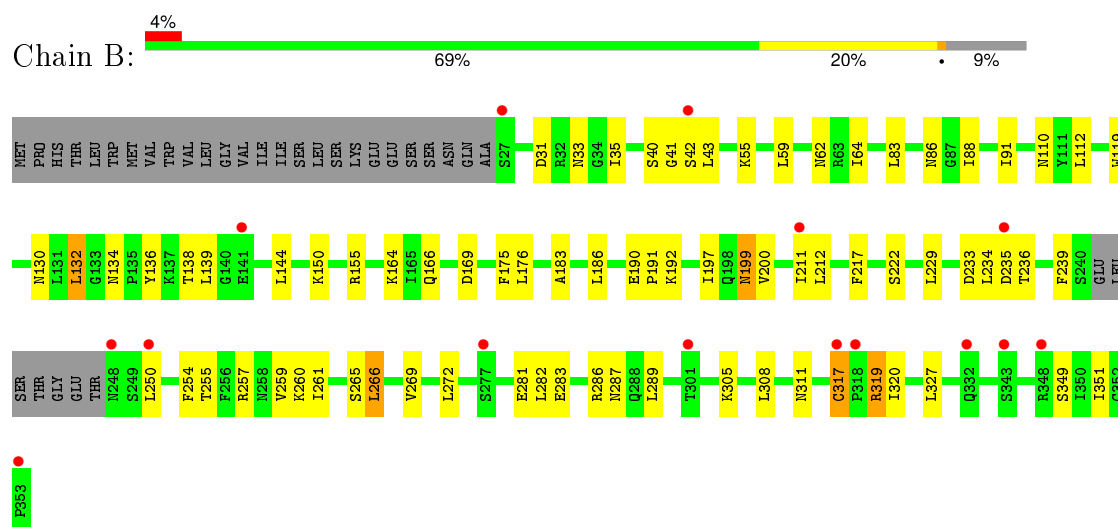 4%
Chain B:
69% 20% • 9%
MET PRO HIS THR LEU TRP MET VAL TRP VAL LEU GLY VAL ILE ILE SER LEU SER LYS GLU GLU SER SER ASN GLN ALA S27 D31 R32 N33 G34 I35 S40 G41 S42 L43 K55 L59 N62 R63 I64 L83 N86 G87 I88 I91 N110 Y111 L112 W119
N130 L131 L132 G133 N134 P135 Y136 K137 T138 L139 G140 E141 L144 K150 R155 K164 I165 Q166 D169 F175 L176 A183 L186 E190 P191 K192 I197 Q198 N199 V200 I211 L212 F217 S222 L229 D233 L234 D235 T236 F239 S240 GLU LEU
SER THR GLY GLU THR N248 S249 L250 F254 T255 F256 R257 N258 V259 K260 I261 S265 L266 V269 L272 S277 E281 L282 E283 R286 N287 Q288 L289 T301 K305 L308 N311 C317 P318 R319 I320 L327 Q332 S343 R348 S349 I350 I351 C352
P353